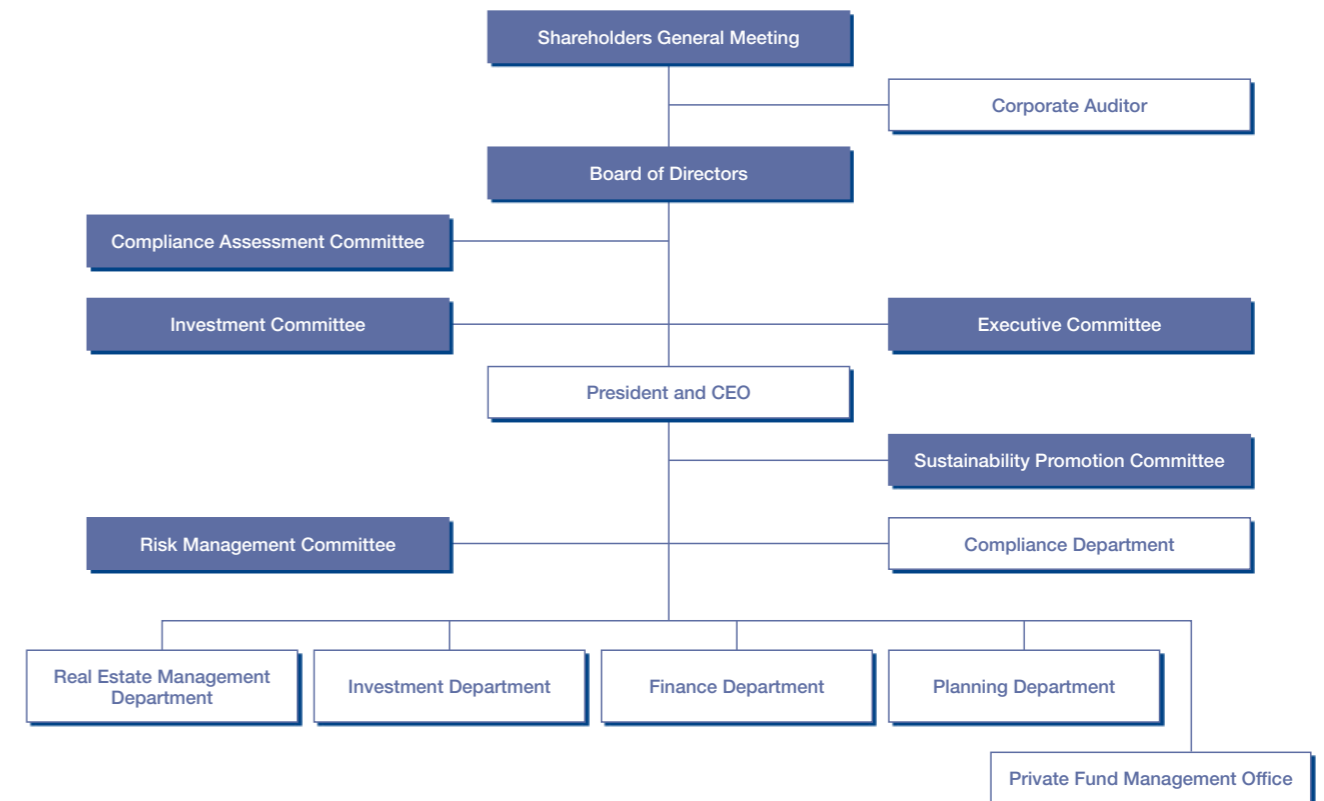 Shareholders General Meeting
Corporate Auditor
Board of Directors
Compliance Assessment Committee
Investment Committee
Executive Committee
President and CEO
Sustainability Promotion Committee
Risk Management Committee
Compliance Department
Real Estate Management
Department
Investment Department
Finance Department
Planning Department
Private Fund Management Office